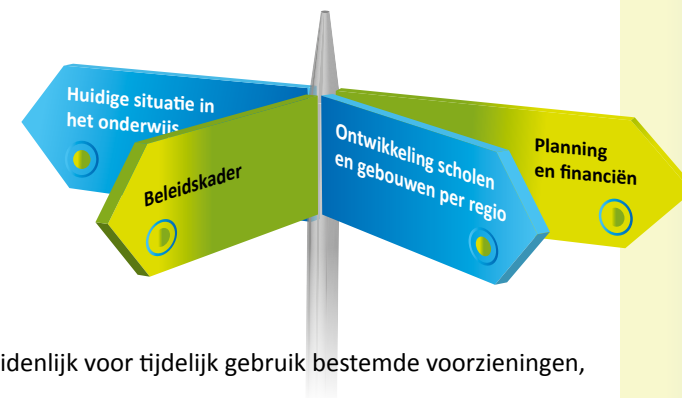 Huidige situatie in
het onderwijs
Beleidskader
Ontwikkeling scholen
en gebouwen per regio
Planning
en financiën
idenlijk voor tijdelijk gebruik bestemde voorzieningen,